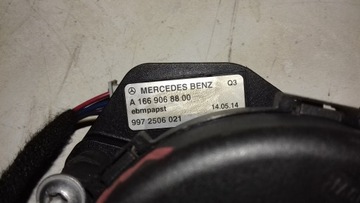 MERCEDES BENZ Q3
A 166 906 88 00
ebmpapst 14.05.14
997 2506 021